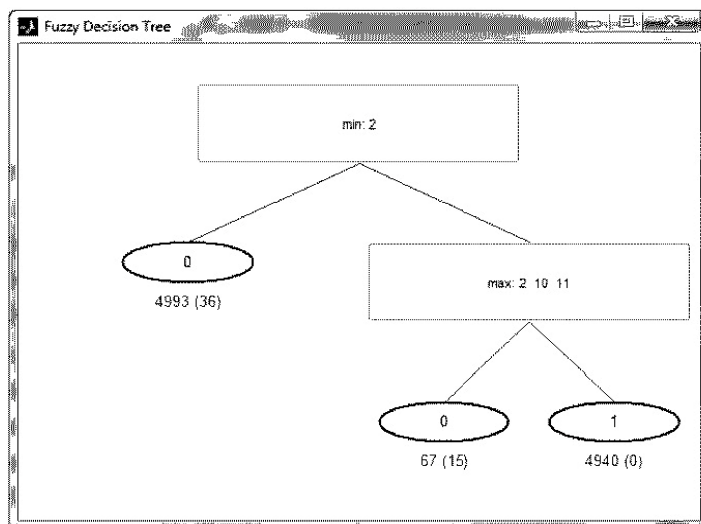 Fuzzy Decision Tree
min: 2
0
4993 (36)
max: 2 10 11
0
1
67 (15)
4940 (0)